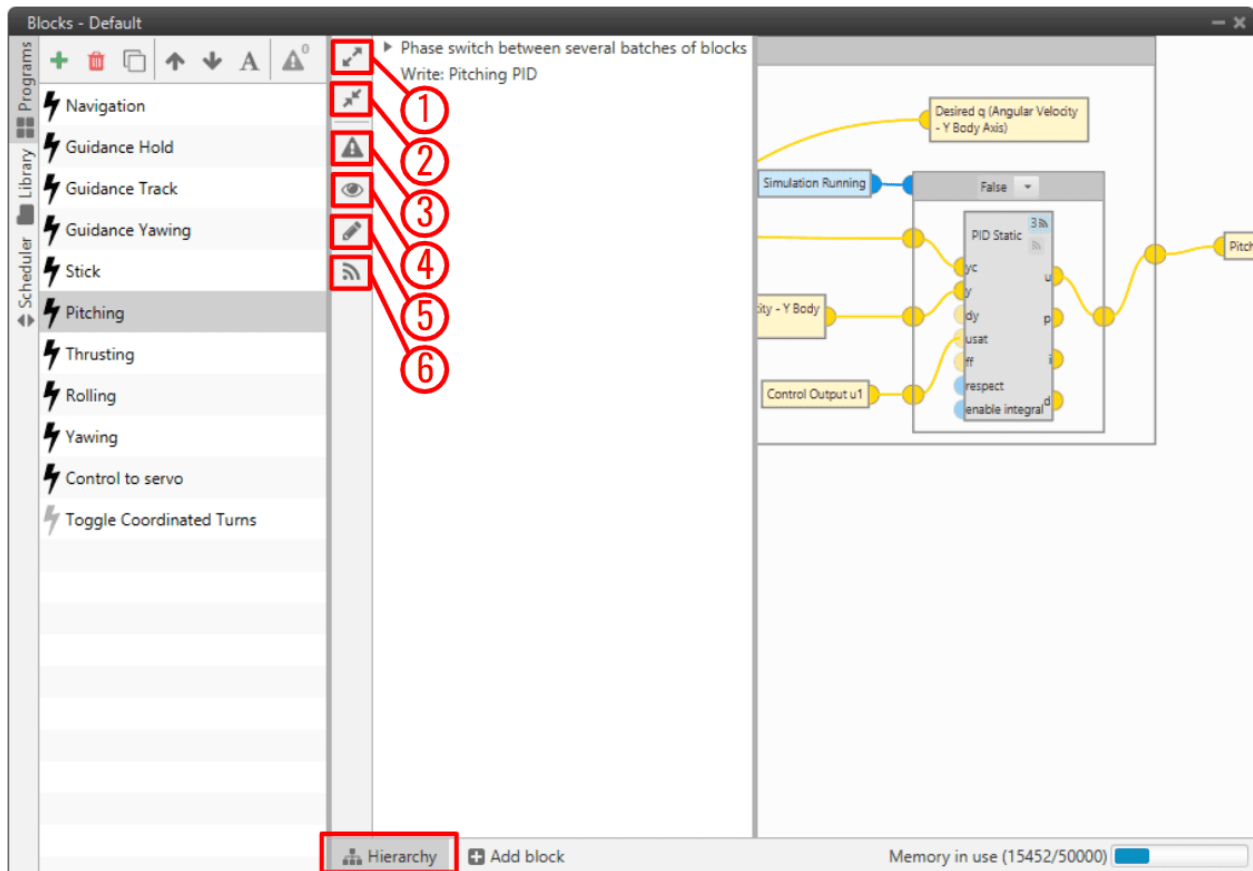 Blocks - Default
Programs
Library
Scheduler
A
0
Navigation
Guidance Hold
Guidance Track
Guidance Yawing
Stick
Pitching
Thrusting
Rolling
Yawing
Control to servo
Toggle Coordinated Turns
1
2
3
4
5
6
Phase switch between several batches of blocks
Write: Pitching PID
Desired q (Angular Velocity
- Y Body Axis)
Simulation Running
False
PID Static
3
yc
y
dy
usat
ff
respect
enable integral
u
p
i
d
ity - Y Body
Control Output u1
Pitch
Hierarchy
Add block
Memory in use (15452/50000)